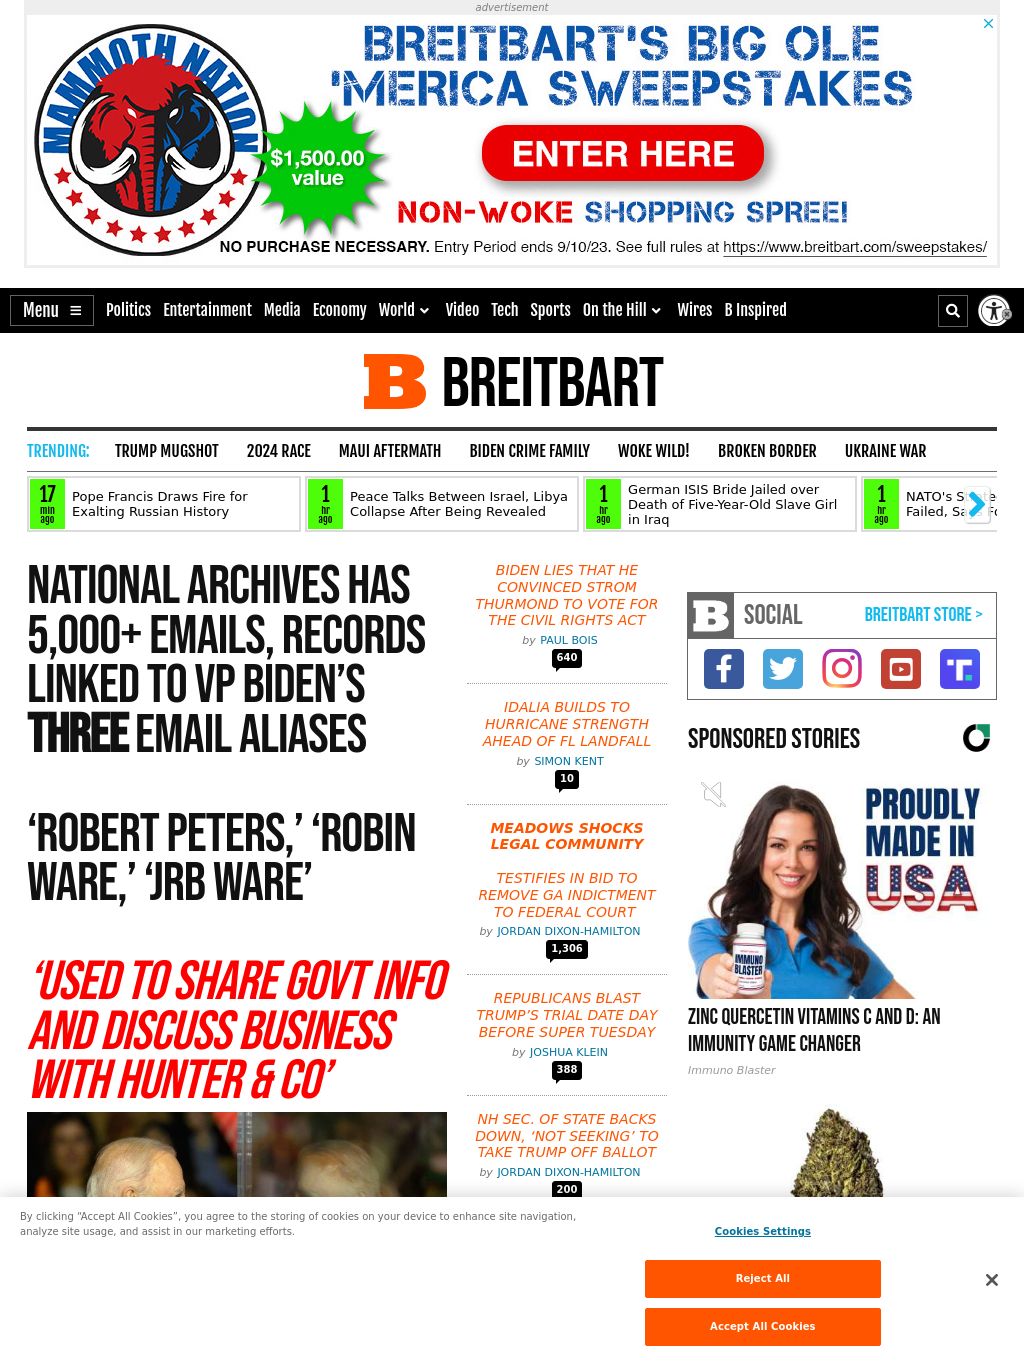 advertisement
MAMMOTH NATION
BREITBART'S BIG OLE
'MERICA SWEEPSTAKES
$1,500.00
value
ENTER HERE
NON-WOKE SHOPPING SPREE!
NO PURCHASE NECESSARY. Entry Period ends 9/10/23. See full rules at https://www.breitbart.com/sweepstakes/
Menu
Politics Entertainment Media Economy World Video Tech Sports On the Hill Wires B Inspired
B BREITBART
TRENDING: TRUMP MUGSHOT 2024 RACE MAUI AFTERMATH BIDEN CRIME FAMILY WOKE WILD! BROKEN BORDER UKRAINE WAR
17
min
ago
Pope Francis Draws Fire for
Exalting Russian History
1
hr
ago
Peace Talks Between Israel, Libya
Collapse After Being Revealed
1
hr
ago
German ISIS Bride Jailed over
Death of Five-Year-Old Slave Girl
in Iraq
1
hr
ago
NATO's
Failed,
NATIONAL ARCHIVES HAS
5,000+ EMAILS, RECORDS
LINKED TO VP BIDEN’S
THREE EMAIL ALIASES
‘ROBERT PETERS,’ ‘ROBIN
WARE,’ ‘JRB WARE’
‘USED TO SHARE GOVT INFO
AND DISCUSS BUSINESS
WITH HUNTER & CO’
BIDEN LIES THAT HE
CONVINCED STROM
THURMOND TO VOTE FOR
THE CIVIL RIGHTS ACT
by PAUL BOIS
640
IDALIA BUILDS TO
HURRICANE STRENGTH
AHEAD OF FL LANDFALL
by SIMON KENT
10
MEADOWS SHOCKS
LEGAL COMMUNITY
TESTIFIES IN BID TO
REMOVE GA INDICTMENT
TO FEDERAL COURT
by JORDAN DIXON-HAMILTON
1,306
REPUBLICANS BLAST
TRUMP’S TRIAL DATE DAY
BEFORE SUPER TUESDAY
by JOSHUA KLEIN
388
NH SEC. OF STATE BACKS
DOWN, ‘NOT SEEKING’ TO
TAKE TRUMP OFF BALLOT
by JORDAN DIXON-HAMILTON
200
B SOCIAL
BREITBART STORE >
SPONSORED STORIES
PROUDLY
MADE IN
USA
IMMUNO
BLASTER
ZINC QUERCETIN VITAMINS C AND D: AN
IMMUNITY GAME CHANGER
Immuno Blaster
By clicking “Accept All Cookies”, you agree to the storing of cookies on your device to enhance site navigation,
analyze site usage, and assist in our marketing efforts.
Cookies Settings
Reject All
Accept All Cookies